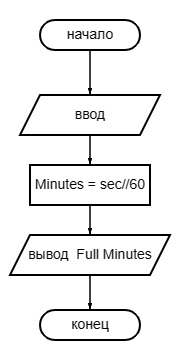 начало
ввод
Minutes = sec//60
вывод  Full Minutes
конец